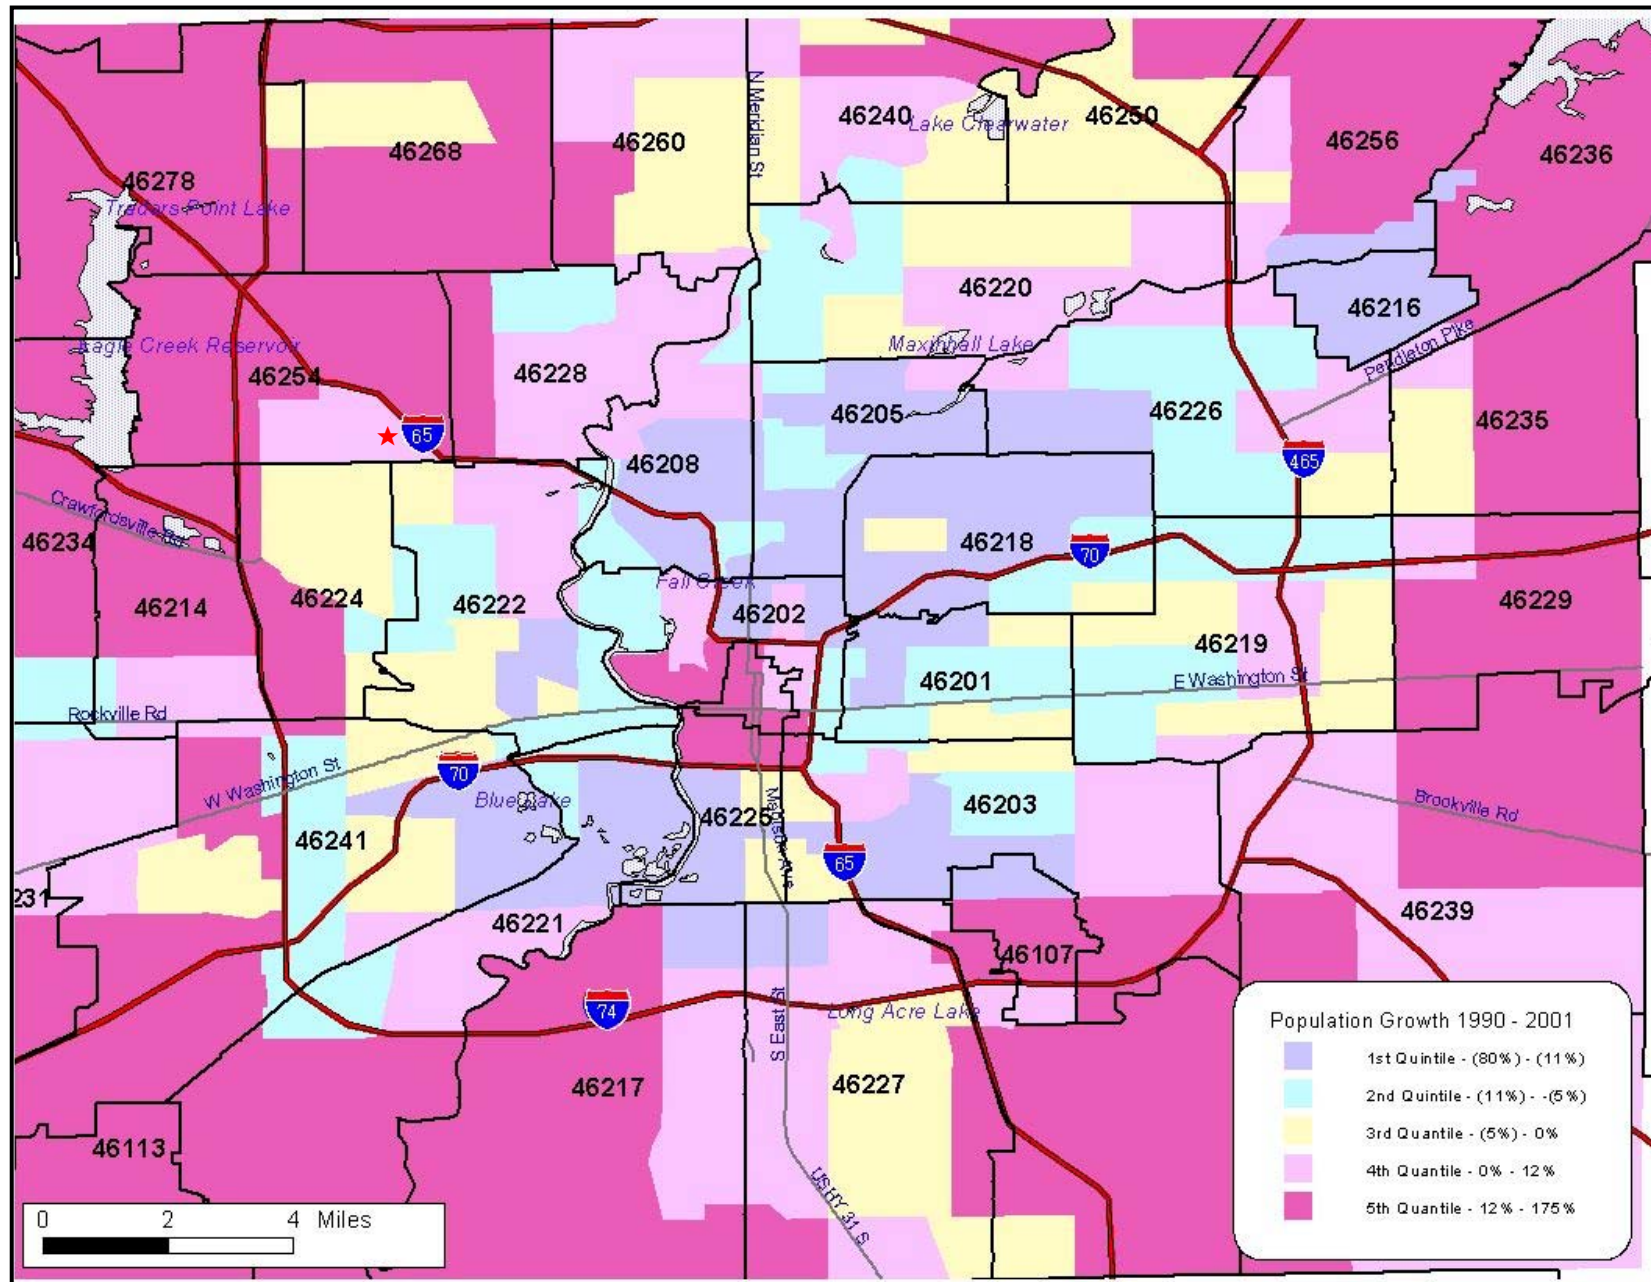 N Meridian St
46240
Lake Clearwater
46250
46260
46268
46256
46236
46278
Traders Point Lake
46220
46216
Eagle Creek Reservoir
Maxinhall Lake
Pendleton Pike
46254
46228
46205
46226
46235
65
46208
465
Crawfordsville Rd
46234
46218
70
Fall Creek
46214
46224
46222
46202
46229
46219
46201
E Washington St
Rockville Rd
W Washington St
70
Blue Lake
46225
46203
Brookville Rd
46241
65
231
46221
46239
46107
74
S East St
Long Acre Lake
46217
46227
46113
USHY 31 S
Population Growth 1990 - 2001
1st Quintile - (80%) - (11%)
2nd Quintile - (11%) - -(5%)
3rd Quantile - (5%) - 0%
4th Quantile - 0% - 12%
5th Quantile - 12% - 175%
0 2 4 Miles